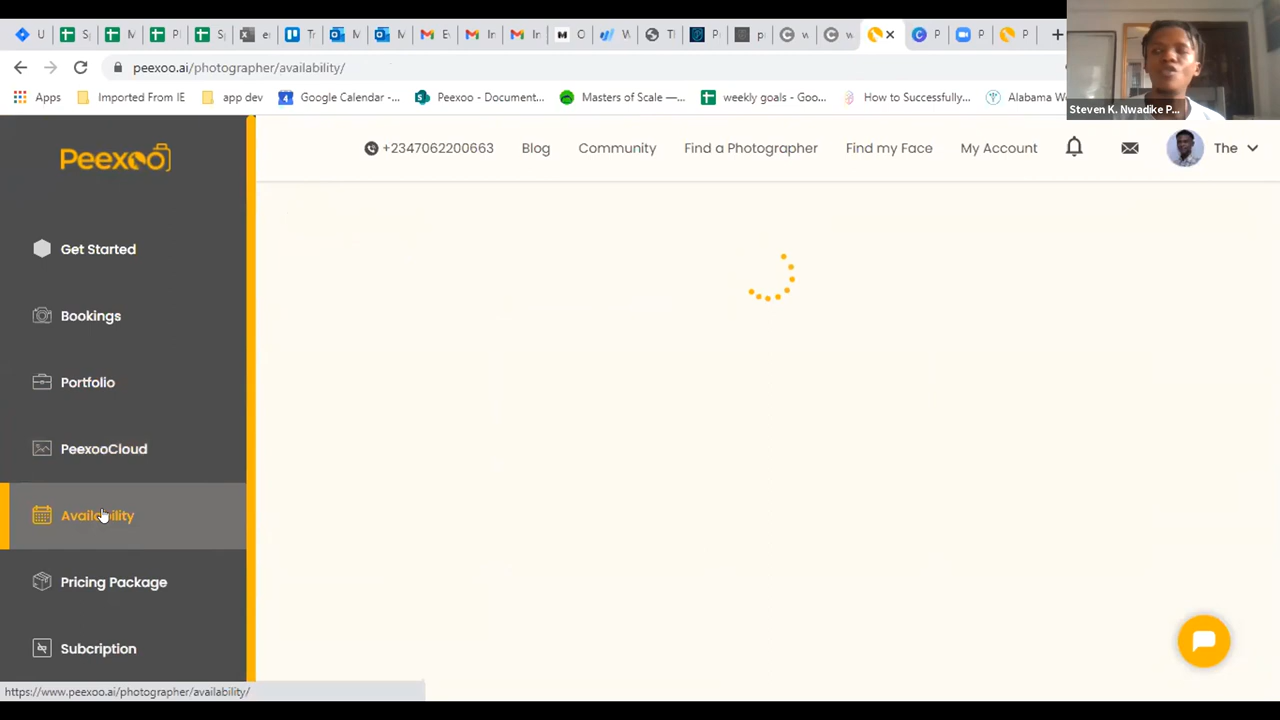 U
S
M
P
S
e
T
M
M
E
In
In
M
O
V
T
P
p
w
w
C
P
P
peexoo.ai/photographer/availability/
Apps
Imported From IE
app dev
Google Calendar -...
Peexoo - Document...
Masters of Scale —...
weekly goals - Goo...
How to Successfully...
Alabama W
Steven K. Nwadike P...
Peexoo
+2347062200663
Blog
Community
Find a Photographer
Find my Face
My Account
The
Get Started
Bookings
Portfolio
PeexooCloud
Availability
Pricing Package
Subcription
https://www.peexoo.ai/photographer/availability/